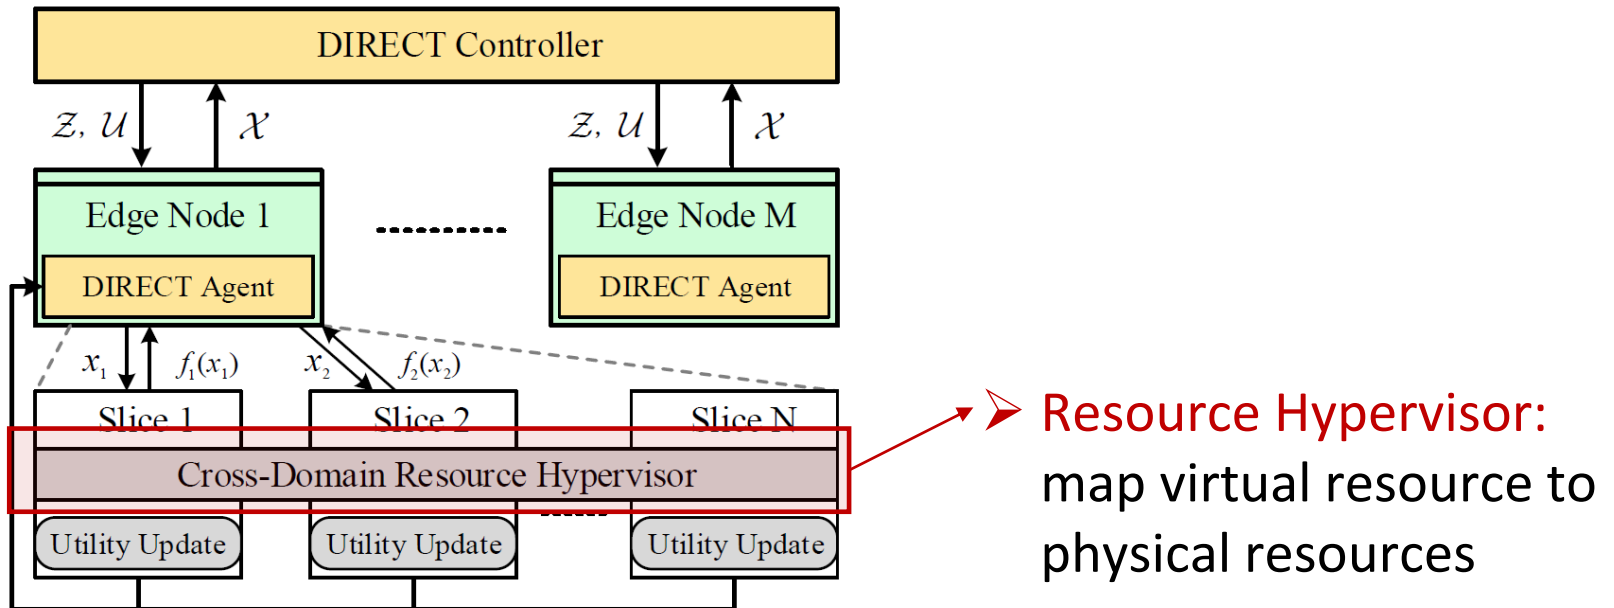 DIRECT Controller
𝒵, 𝒰 𝒳 𝒵, 𝒰 𝒳
Edge Node 1 Edge Node M
DIRECT Agent DIRECT Agent
x₁ f₁(x₁) x₂ f₂(x₂)
Slice 1 Slice 2 Slice N
Cross-Domain Resource Hypervisor
Utility Update Utility Update Utility Update
➢ Resource Hypervisor:
map virtual resource to
physical resources